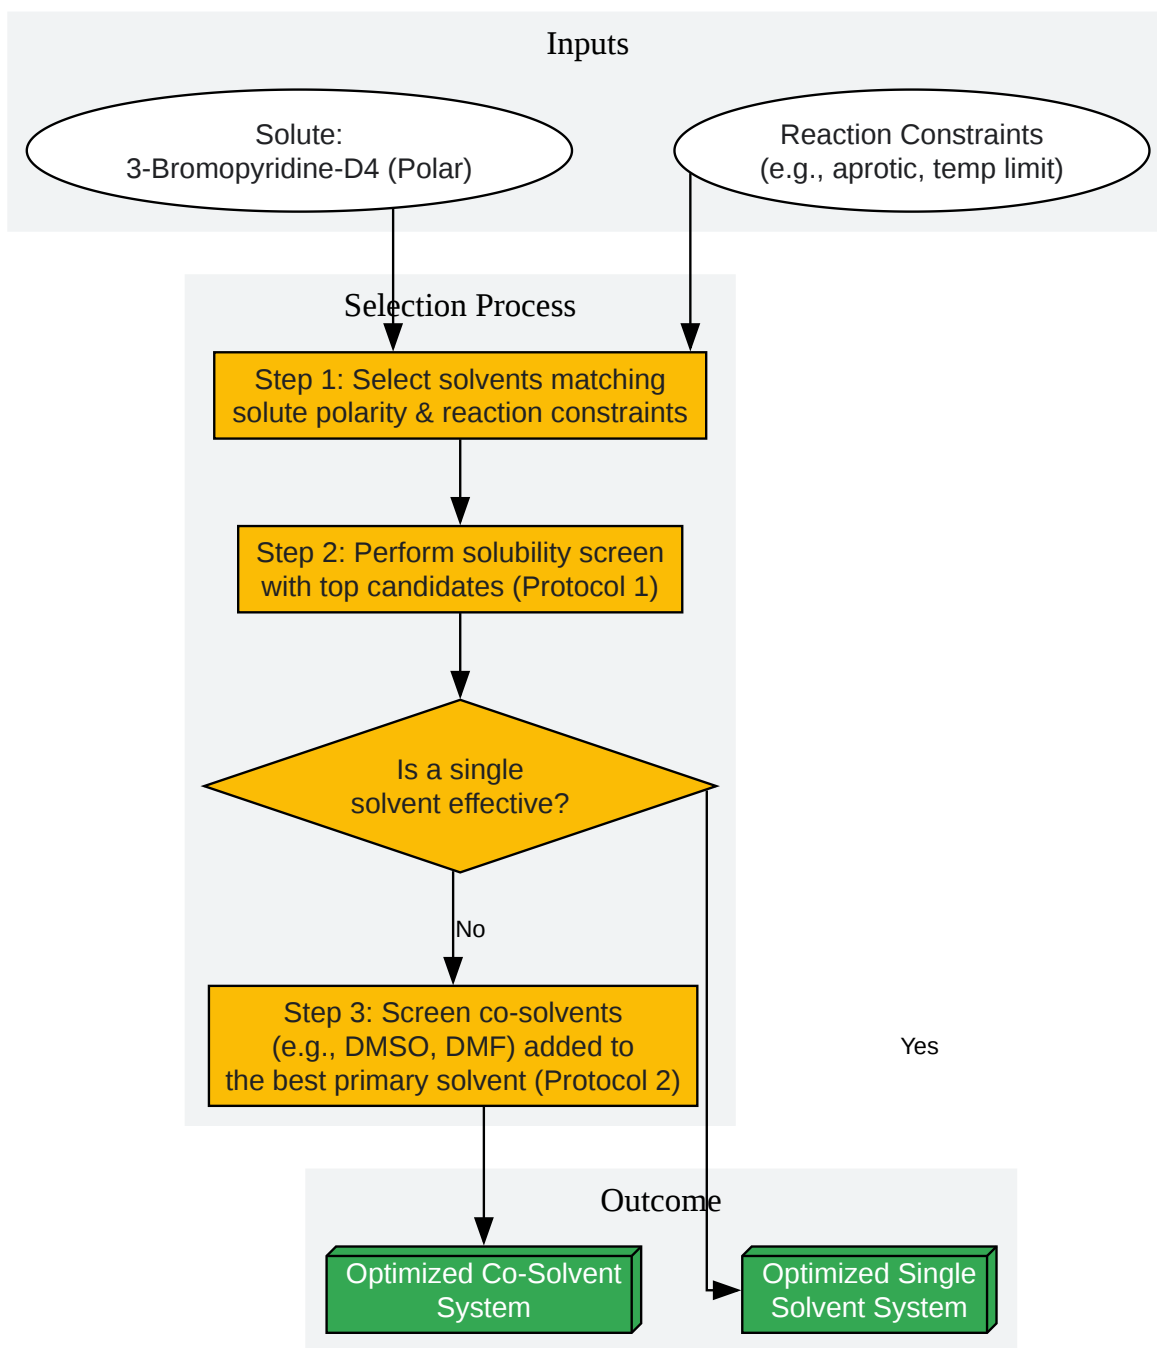 Inputs
Solute:
3-Bromopyridine-D4 (Polar)
Reaction Constraints
(e.g., aprotic, temp limit)
Selection Process
Step 1: Select solvents matching
solute polarity & reaction constraints
Step 2: Perform solubility screen
with top candidates (Protocol 1)
Is a single
solvent effective?
No
Step 3: Screen co-solvents
(e.g., DMSO, DMF) added to
the best primary solvent (Protocol 2)
Yes
Outcome
Optimized Co-Solvent
System
Optimized Single
Solvent System